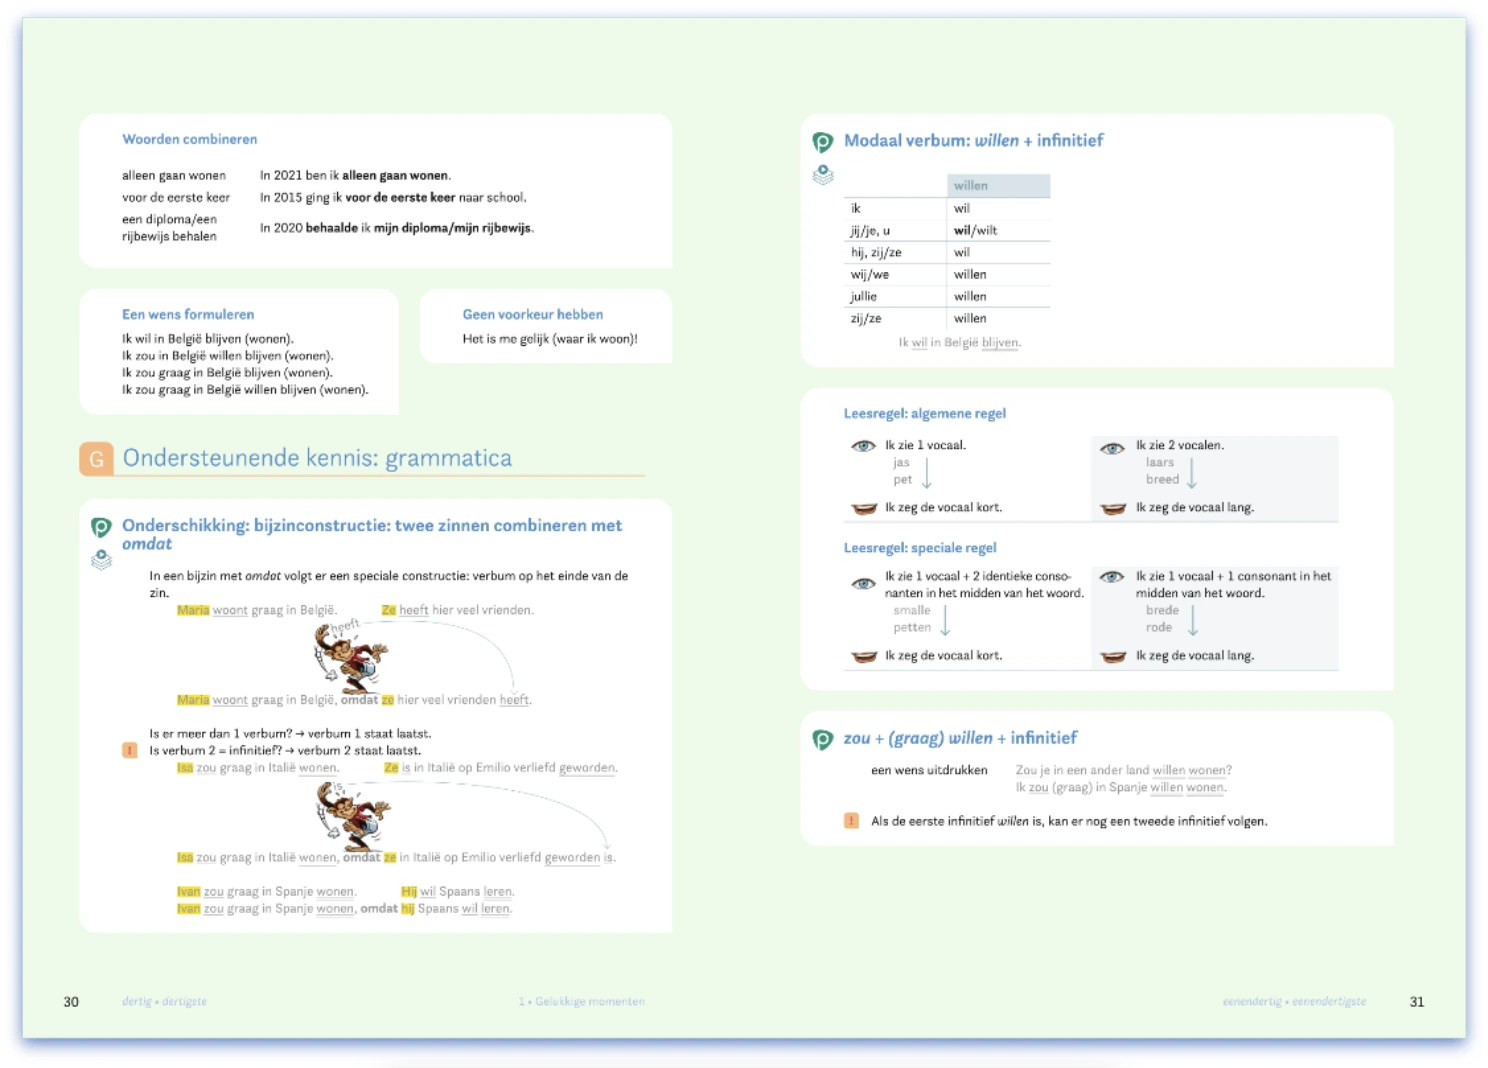 Woorden combineren
alleen gaan wonen In 2021 ben ik alleen gaan wonen.
voor de eerste keer In 2015 ging ik voor de eerste keer naar school.
een diploma/een
rijbewijs behalen In 2020 behaalde ik mijn diploma/mijn rijbewijs.
Een wens formuleren
Ik wil in België blijven (wonen).
Ik zou in België willen blijven (wonen).
Ik zou graag in België blijven (wonen).
Ik zou graag in België willen blijven (wonen).
Geen voorkeur hebben
Het is me gelijk (waar ik woon)!
G Ondersteunende kennis: grammatica
Onderschikking: bijzinconstructie: twee zinnen combineren met
omdat
In een bijzin met omdat volgt er een speciale constructie: verbum op het einde van de
zin.
Maria woont graag in België. Ze heeft hier veel vrienden.
heeft
Maria woont graag in België, omdat ze hier veel vrienden heeft.
Is er meer dan 1 verbum? → verbum 1 staat laatst.
! Is verbum 2 = infinitief? → verbum 2 staat laatst.
Isa zou graag in Italië wonen. Ze is in Italië op Emilio verliefd geworden.
is
Isa zou graag in Italië wonen, omdat ze in Italië op Emilio verliefd geworden is.
Ivan zou graag in Spanje wonen. Hij wil Spaans leren.
Ivan zou graag in Spanje wonen, omdat hij Spaans wil leren.
30 dertig • dertigste 1 • Gelukkige momenten
Modaal verbum: willen + infinitief
willen
ik wil
jij/je, u wil/wilt
hij, zij/ze wil
wij/we willen
jullie willen
zij/ze willen
Ik wil in België blijven.
Leesregel: algemene regel
Ik zie 1 vocaal.
jas
pet
Ik zeg de vocaal kort.
Ik zie 2 vocalen.
laars
breed
Ik zeg de vocaal lang.
Leesregel: speciale regel
Ik zie 1 vocaal + 2 identieke conso-
nanten in het midden van het woord.
smalle
petten
Ik zeg de vocaal kort.
Ik zie 1 vocaal + 1 consonant in het
midden van het woord.
brede
rode
Ik zeg de vocaal lang.
zou + (graag) willen + infinitief
een wens uitdrukken Zou je in een ander land willen wonen?
Ik zou (graag) in Spanje willen wonen.
! Als de eerste infinitief willen is, kan er nog een tweede infinitief volgen.
eenendertig • eenendertigste 31